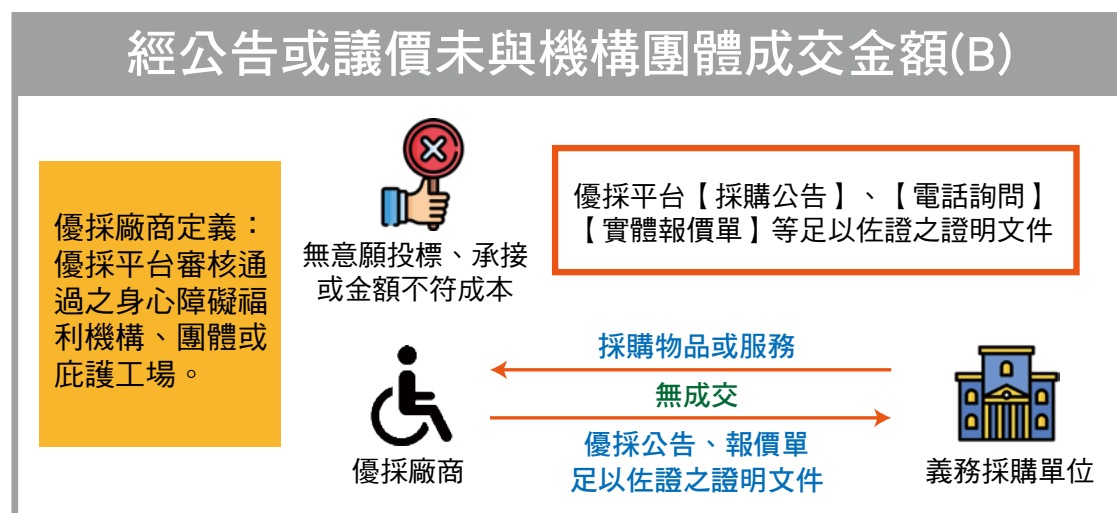 經公告或議價未與機構團體成交金額(B)
優採廠商定義：
優採平台審核通
過之身心障礙福
利機構、團體或
庇護工場。
無意願投標、承接
或金額不符成本
優採平台【採購公告】、【電話詢問】
【實體報價單】等足以佐證之證明文件
採購物品或服務
無成交
優採公告、報價單
足以佐證之證明文件
優採廠商
義務採購單位